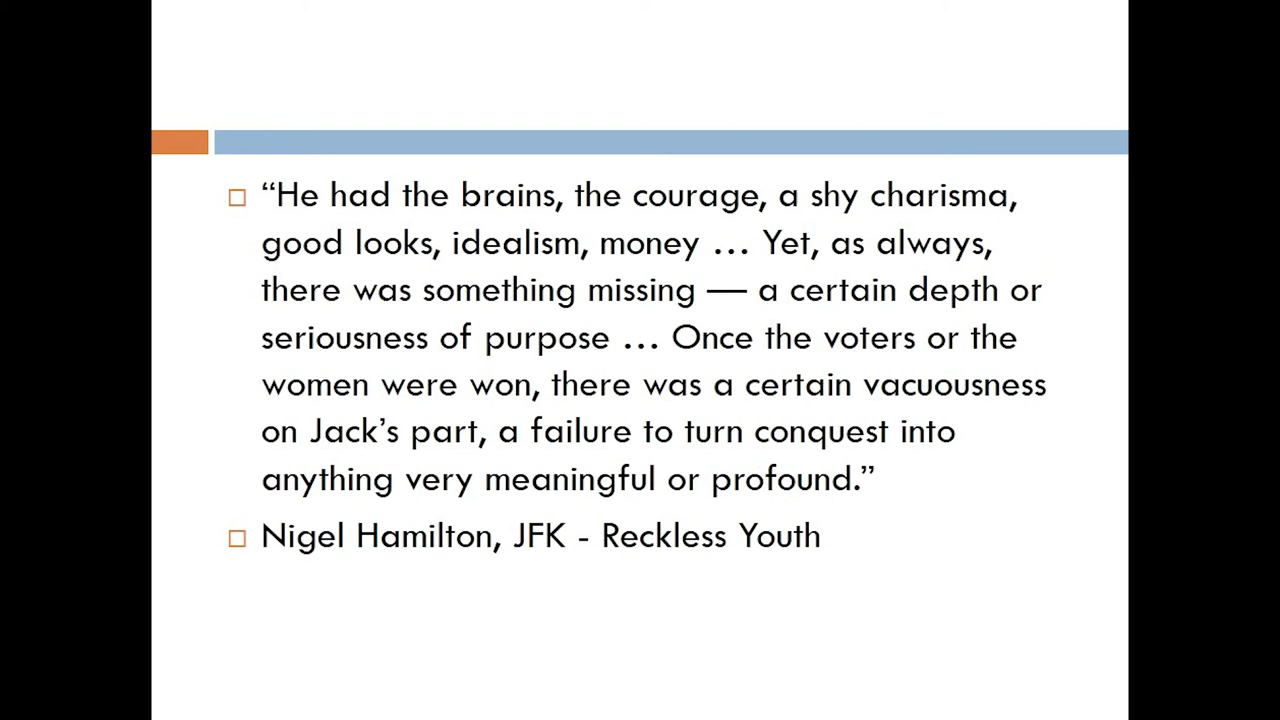 “He had the brains, the courage, a shy charisma,
good looks, idealism, money … Yet, as always,
there was something missing — a certain depth or
seriousness of purpose … Once the voters or the
women were won, there was a certain vacuousness
on Jack’s part, a failure to turn conquest into
anything very meaningful or profound.”
Nigel Hamilton, JFK - Reckless Youth